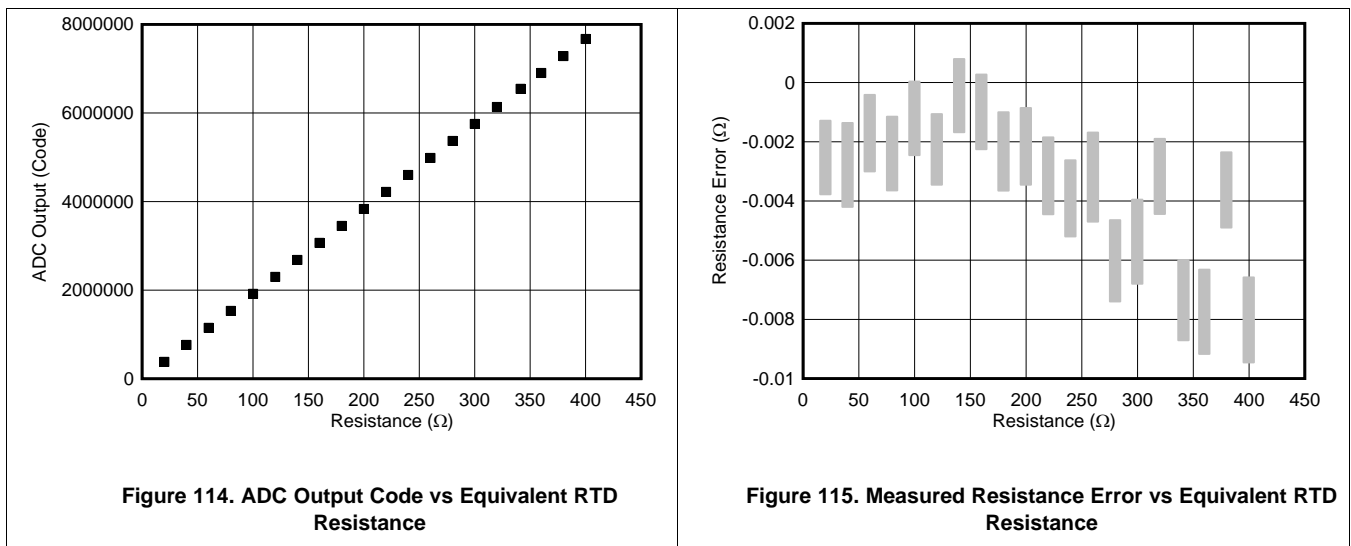 8000000
6000000
4000000
2000000
0
ADC Output (Code)
0 50 100 150 200 250 300 350 400 450
Resistance (Ω)
Figure 114. ADC Output Code vs Equivalent RTD
Resistance
0.002
0
-0.002
-0.004
-0.006
-0.008
-0.01
Resistance Error (Ω)
0 50 100 150 200 250 300 350 400 450
Resistance (Ω)
Figure 115. Measured Resistance Error vs Equivalent RTD
Resistance